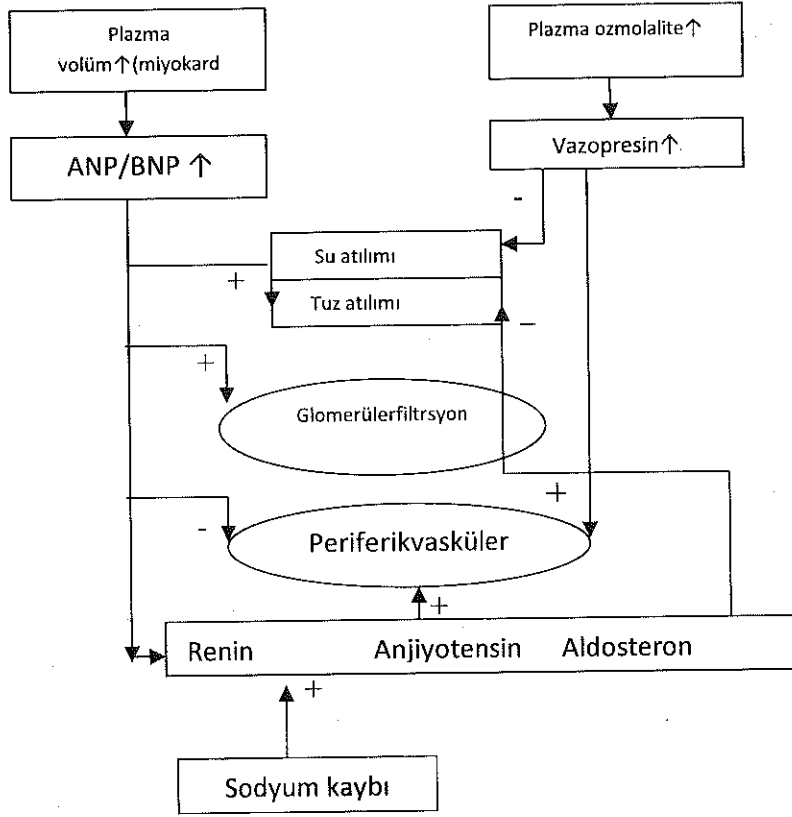 Plazma
volüm↑(miyokard
Plazma ozmolalite↑
ANP/BNP ↑
Vazopresin↑
-
Su atılımı
+
Tuz atılımı
−
+
Glomerülerfiltrsyon
+
-
Periferikvasküler
+
Renin Anjiyotensin Aldosteron
+
Sodyum kaybı